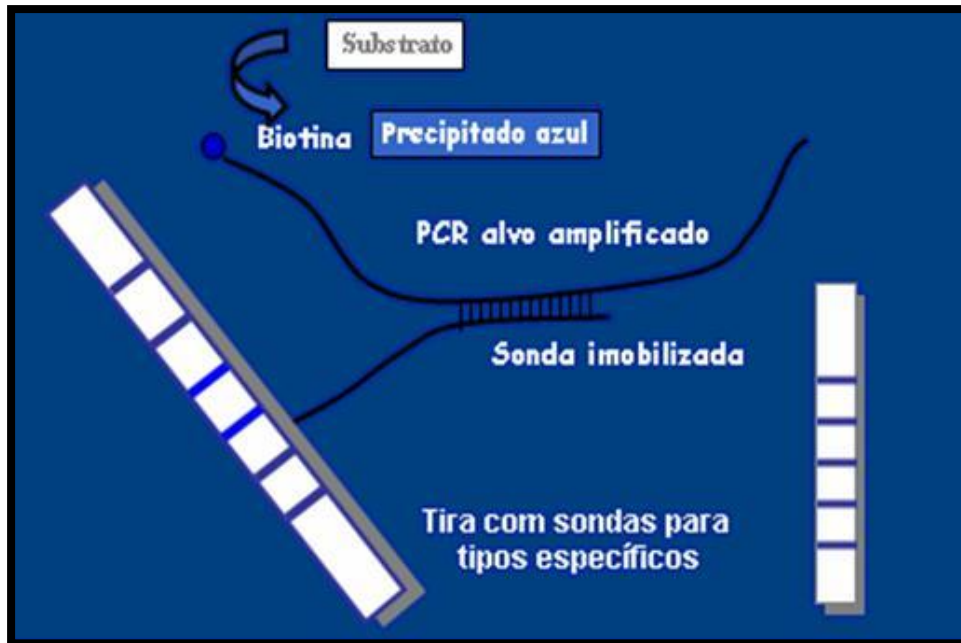 Substrato
Biotina
Precipitado azul
PCR alvo amplificado
Sonda imobilizada
Tira com sondas para
tipos específicos